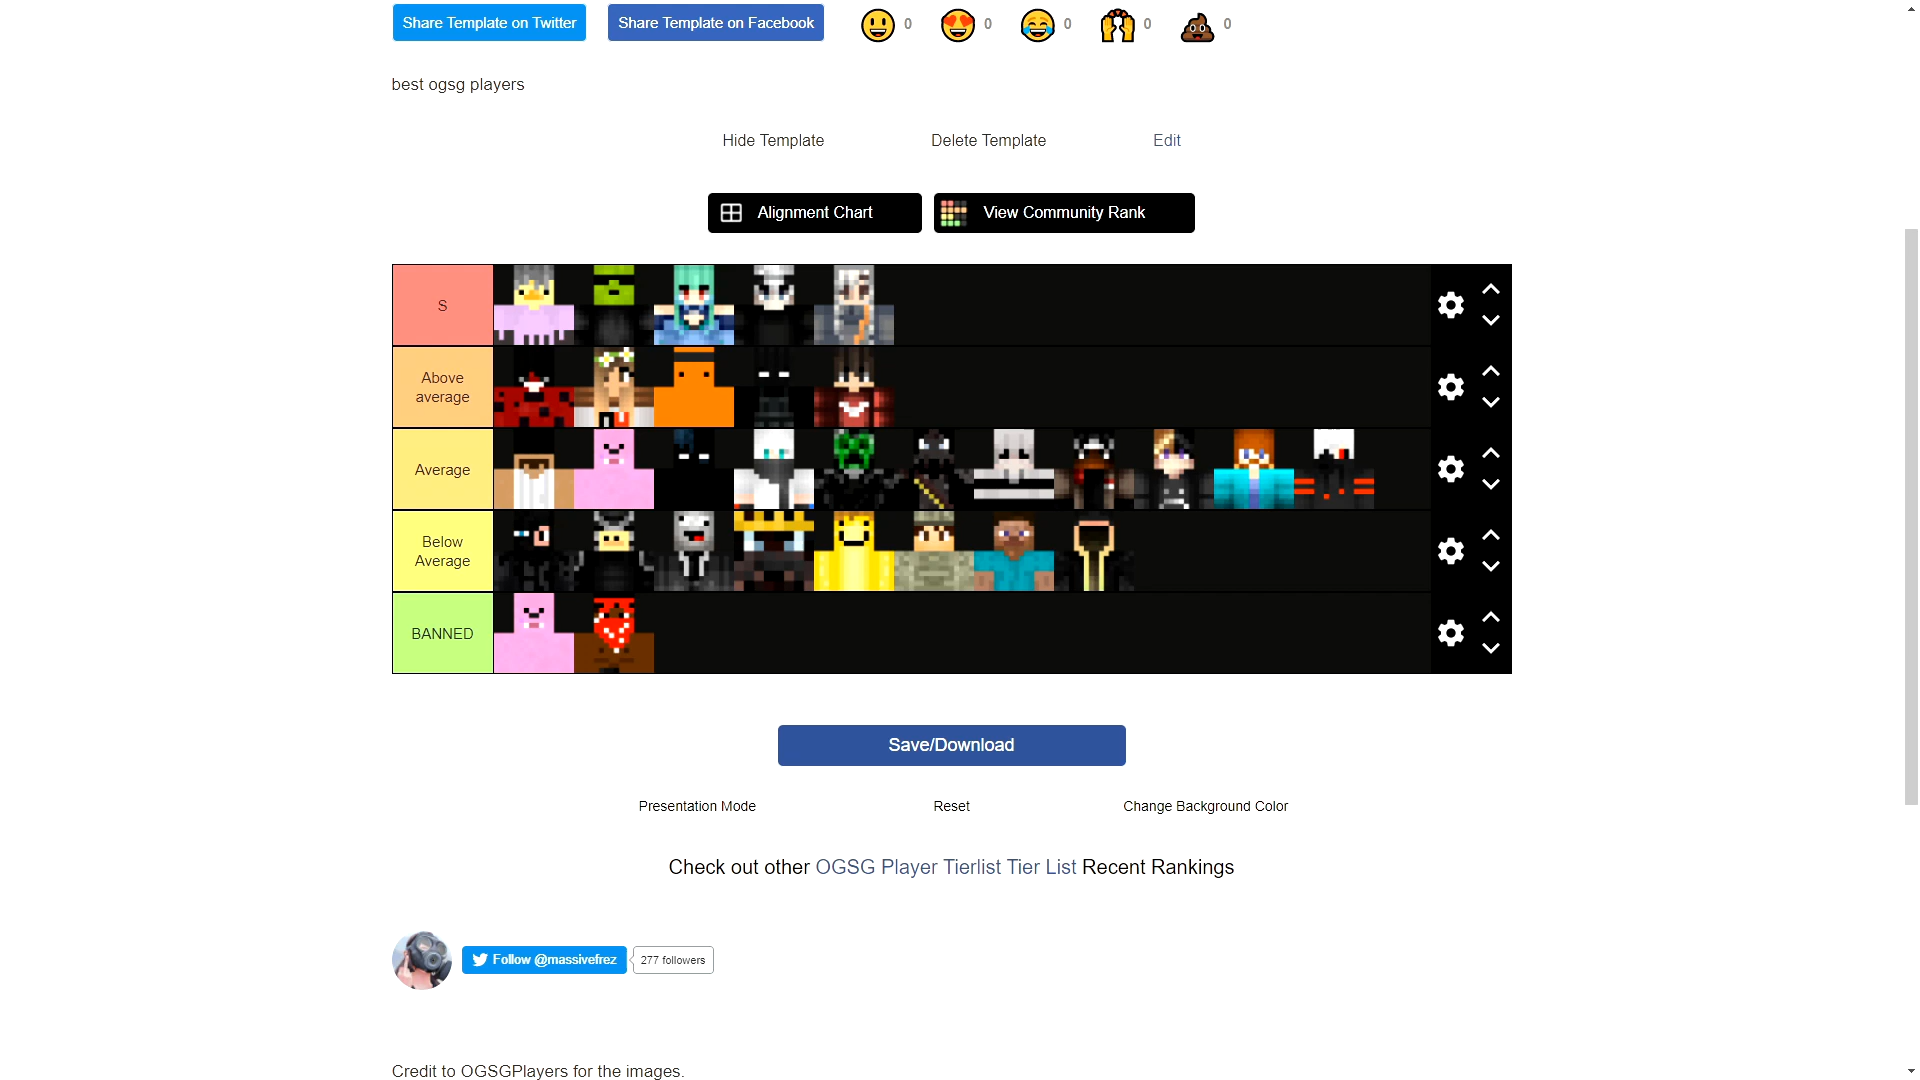 Share Template on Twitter Share Template on Facebook 0 0 0 0 0
best ogsg players
Hide Template Delete Template Edit
Alignment Chart View Community Rank
S
Above
average
Average
Below
Average
BANNED
Save/Download
Presentation Mode Reset Change Background Color
Check out other OGSG Player Tierlist Tier List Recent Rankings
Follow @massivefrez 277 followers
Credit to OGSGPlayers for the images.